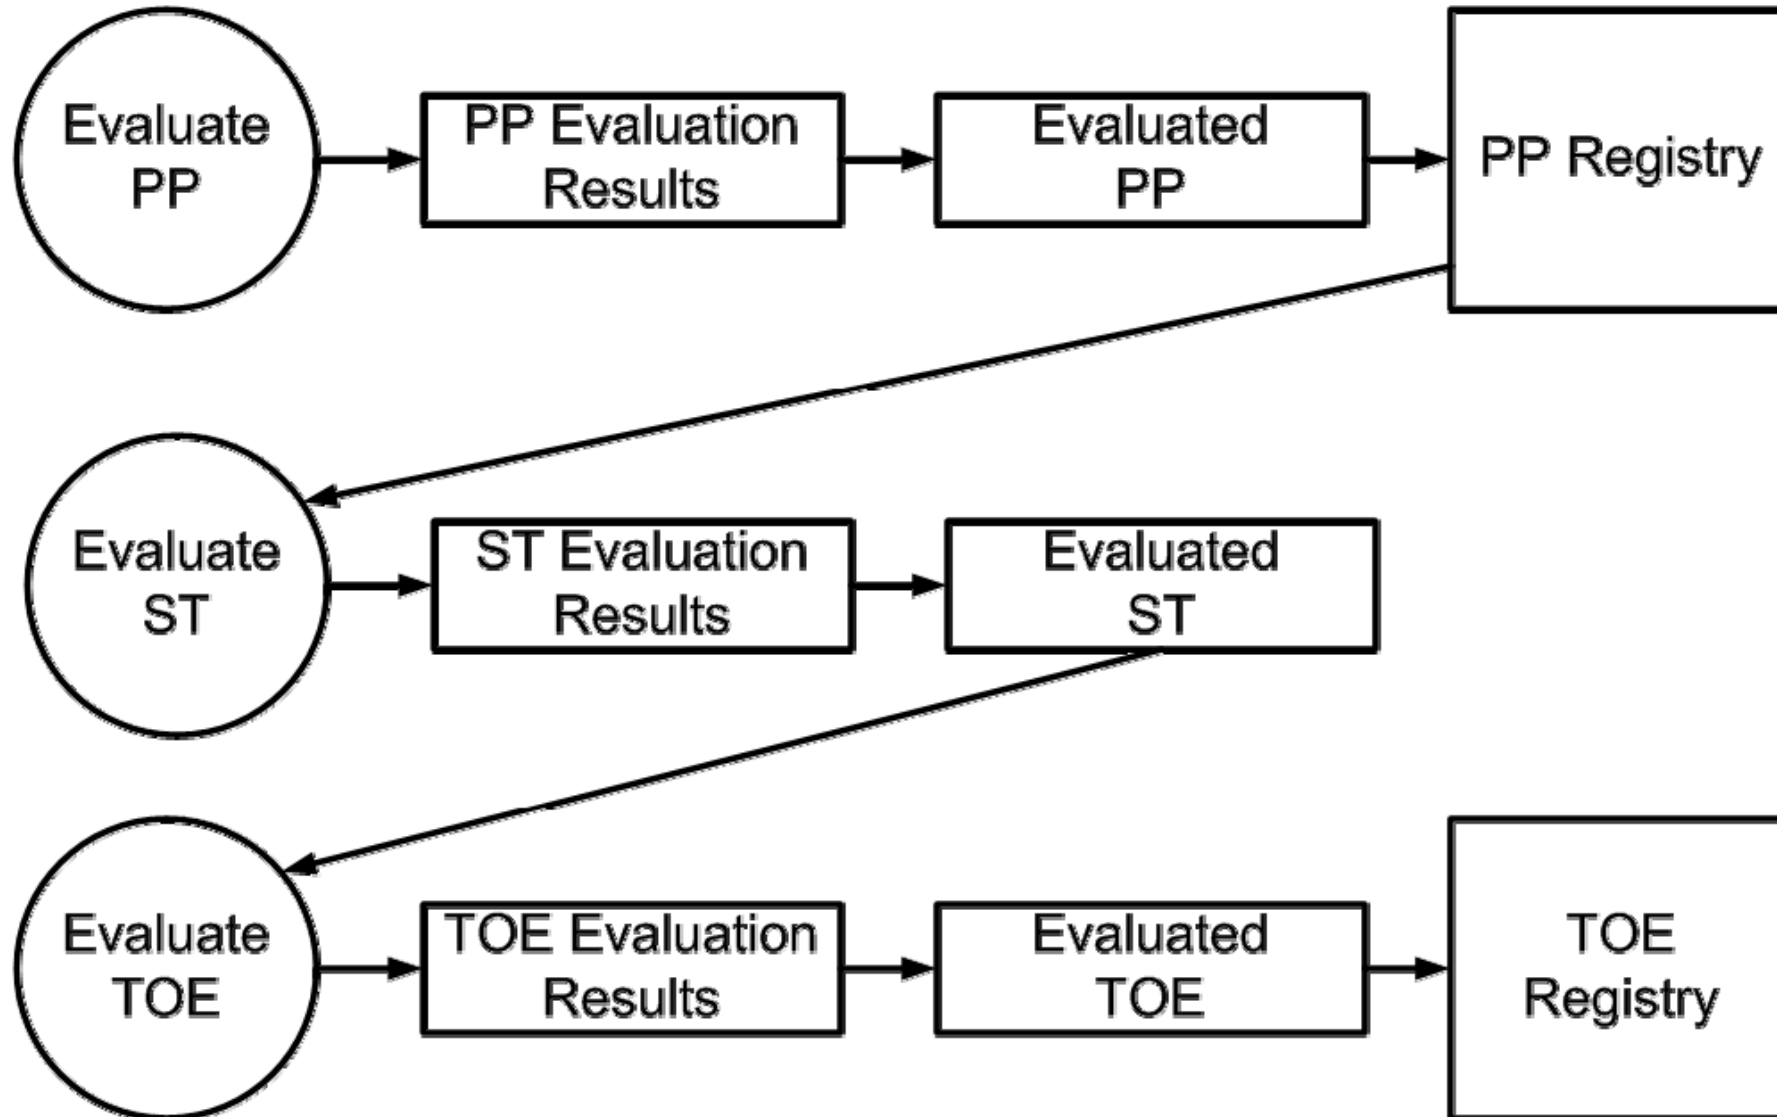 Evaluate
PP
PP Evaluation
Results
Evaluated
PP
PP Registry
Evaluate
ST
ST Evaluation
Results
Evaluated
ST
Evaluate
TOE
TOE Evaluation
Results
Evaluated
TOE
TOE
Registry